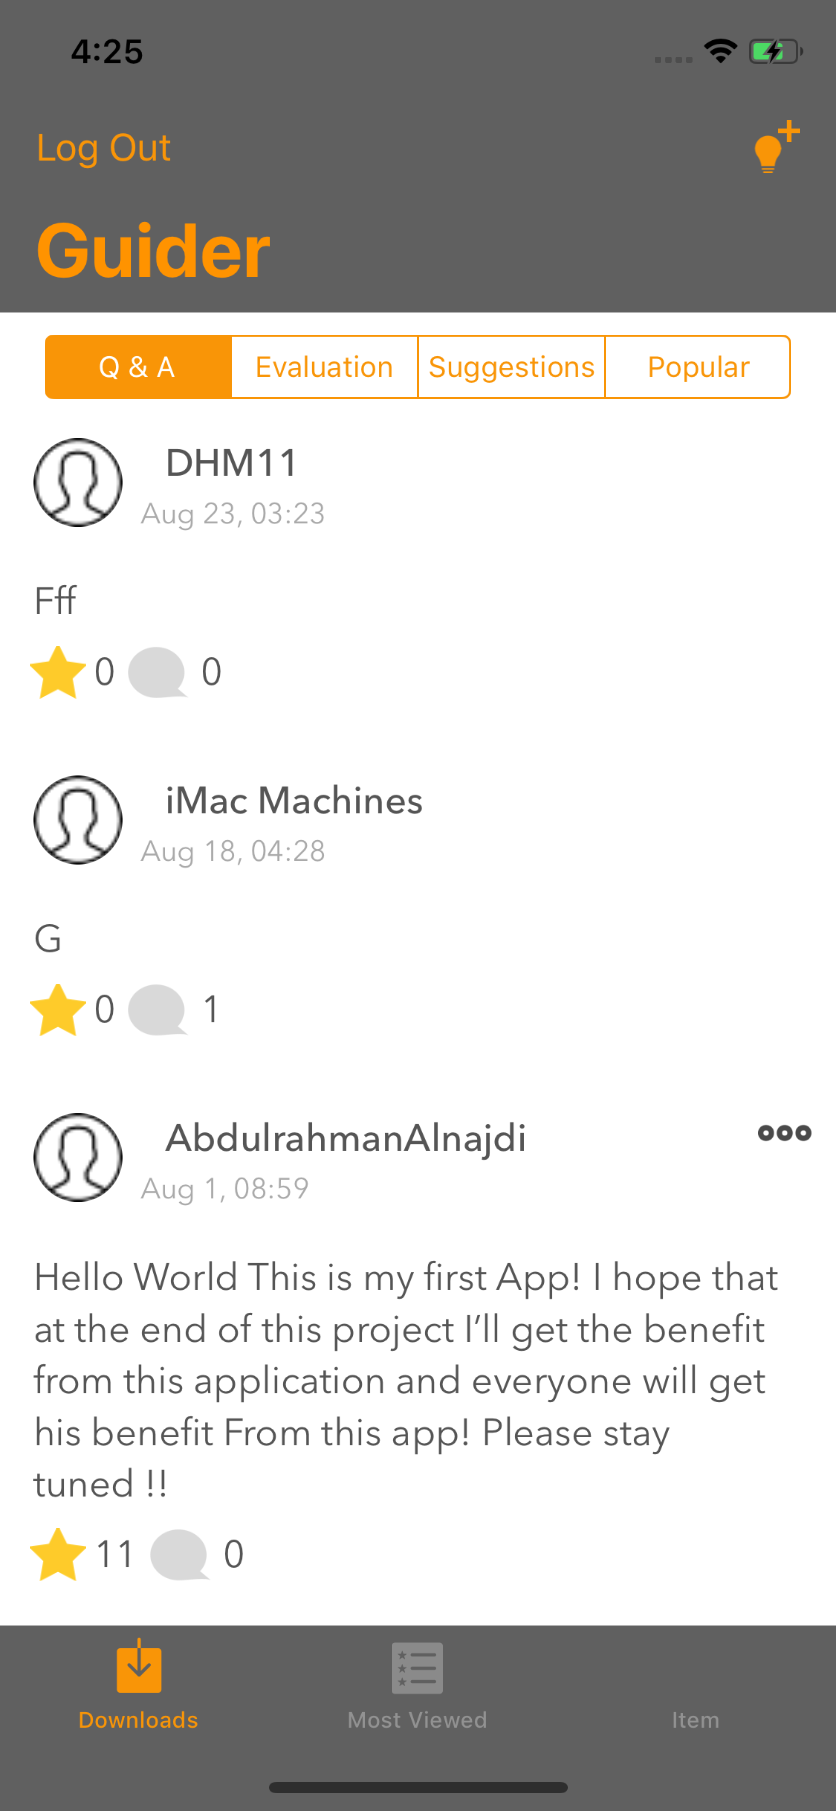 4:25
Log Out
Guider
Q & A Evaluation Suggestions Popular
DHM11
Aug 23, 03:23
Fff
0 0
iMac Machines
Aug 18, 04:28
G
0 1
AbdulrahmanAlnajdi
Aug 1, 08:59
Hello World This is my first App! I hope that
at the end of this project I’ll get the benefit
from this application and everyone will get
his benefit From this app! Please stay
tuned !!
11 0
Downloads Most Viewed Item